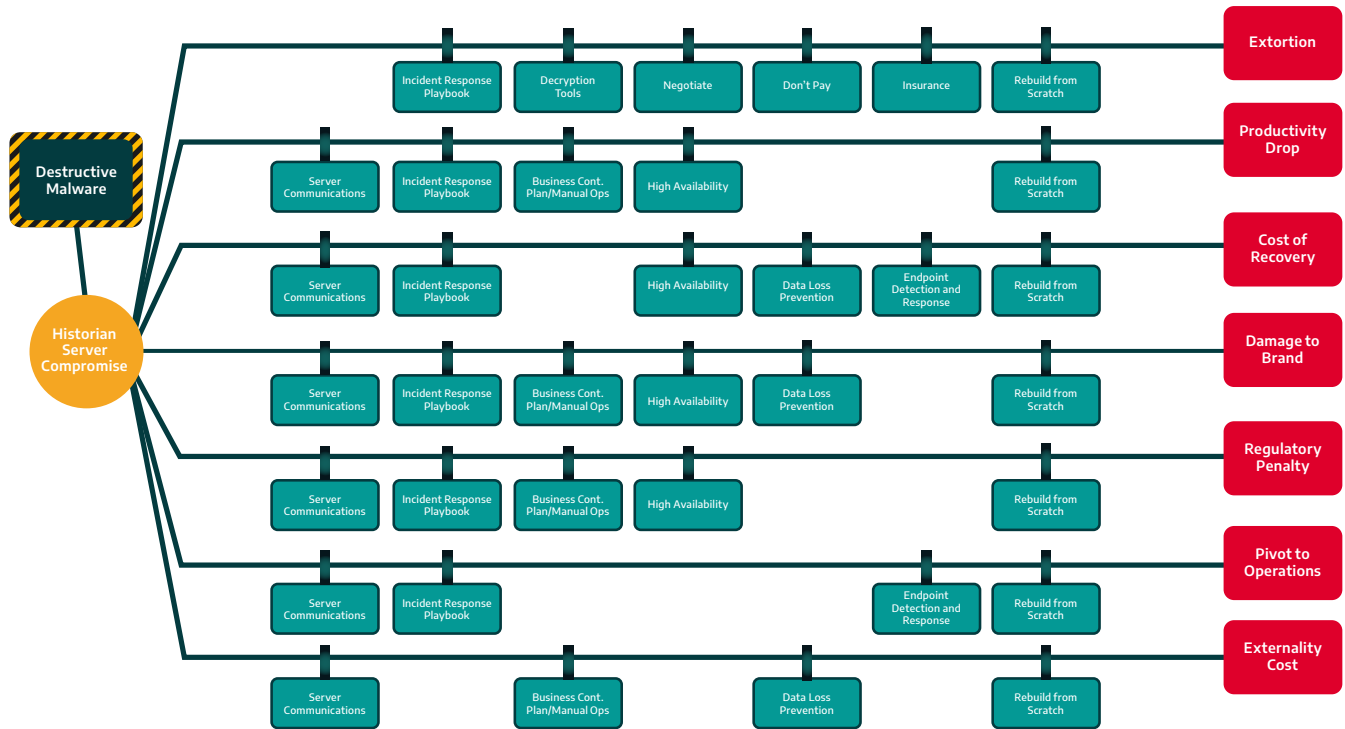 Extortion
Incident Response
Playbook
Decryption
Tools
Negotiate
Don't Pay
Insurance
Rebuild from
Scratch
Destructive
Malware
Productivity
Drop
Server
Communications
Incident Response
Playbook
Business Cont.
Plan/Manual Ops
High Availability
Rebuild from
Scratch
Cost of
Recovery
Server
Communications
Incident Response
Playbook
High Availability
Data Loss
Prevention
Endpoint
Detection and
Response
Rebuild from
Scratch
Historian
Server
Compromise
Damage to
Brand
Server
Communications
Incident Response
Playbook
Business Cont.
Plan/Manual Ops
High Availability
Data Loss
Prevention
Rebuild from
Scratch
Regulatory
Penalty
Server
Communications
Incident Response
Playbook
Business Cont.
Plan/Manual Ops
High Availability
Rebuild from
Scratch
Pivot to
Operations
Server
Communications
Incident Response
Playbook
Endpoint
Detection and
Response
Rebuild from
Scratch
Externality
Cost
Server
Communications
Business Cont.
Plan/Manual Ops
Data Loss
Prevention
Rebuild from
Scratch